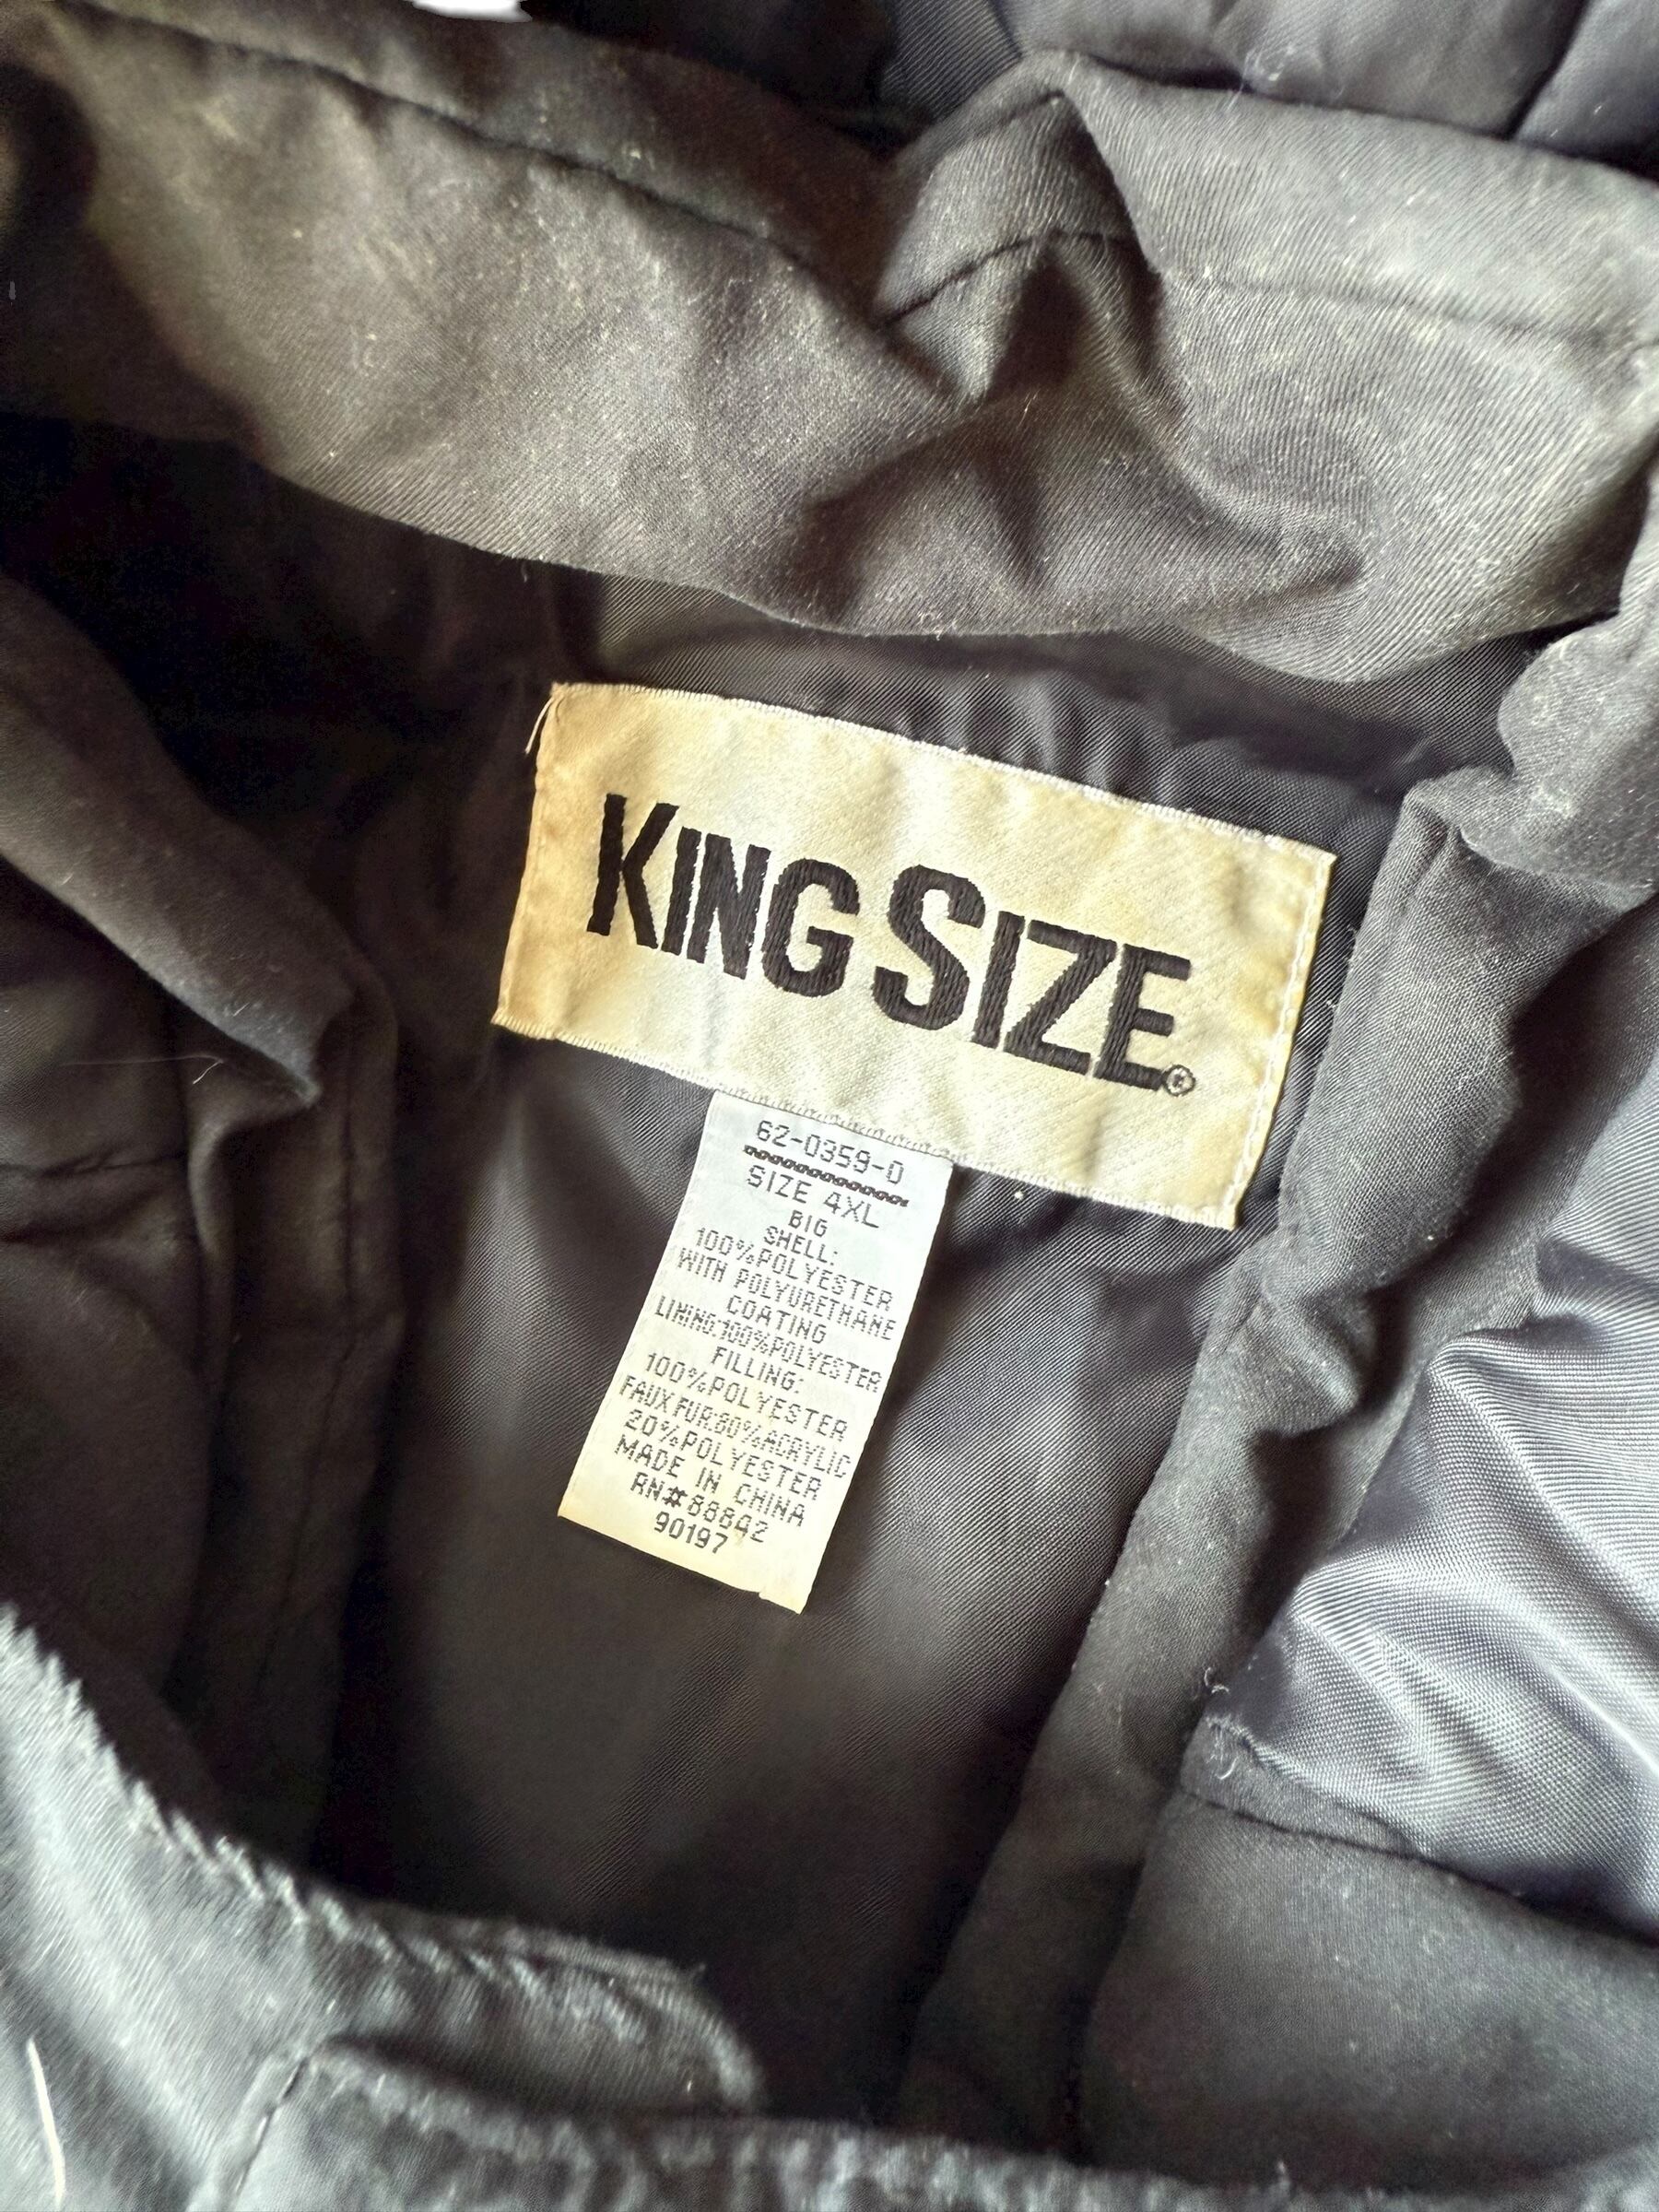 KING SIZE®
62-0359-0
SIZE 4XL
BIG
SHELL:
100%POLYESTER
WITH POLYURETHANE
COATING
LINING:100%POLYESTER
FILLING:
100%POLYESTER
FAUX FUR:80%ACRYLIC
20%POLYESTER
MADE IN CHINA
RN#88842
90197